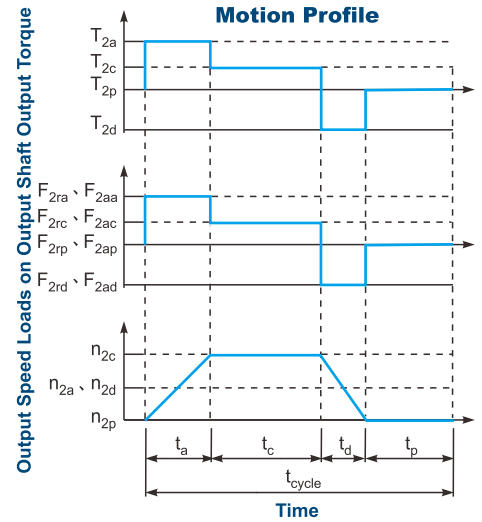 Motion Profile
Output Speed Loads on Output Shaft Output Torque
T2a
T2c
T2p
T2d
F2ra、F2aa
F2rc、F2ac
F2rp、F2ap
F2rd、F2ad
n2c
n2a、n2d
n2p
ta
tc
td
tp
tcycle
Time